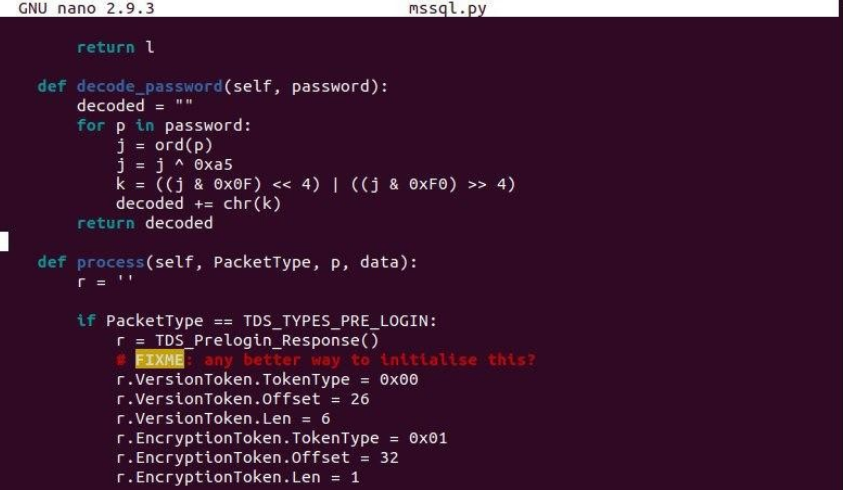 GNU nano 2.9.3 mssql.py
return l
def decode_password(self, password):
decoded = ""
for p in password:
j = ord(p)
j = j ^ 0xa5
k = ((j & 0x0F) << 4) | ((j & 0xF0) >> 4)
decoded += chr(k)
return decoded
def process(self, PacketType, p, data):
r = ''
if PacketType == TDS_TYPES_PRE_LOGIN:
r = TDS_Prelogin_Response()
# FIXME: any better way to initialise this?
r.VersionToken.TokenType = 0x00
r.VersionToken.Offset = 26
r.VersionToken.Len = 6
r.EncryptionToken.TokenType = 0x01
r.EncryptionToken.Offset = 32
r.EncryptionToken.Len = 1